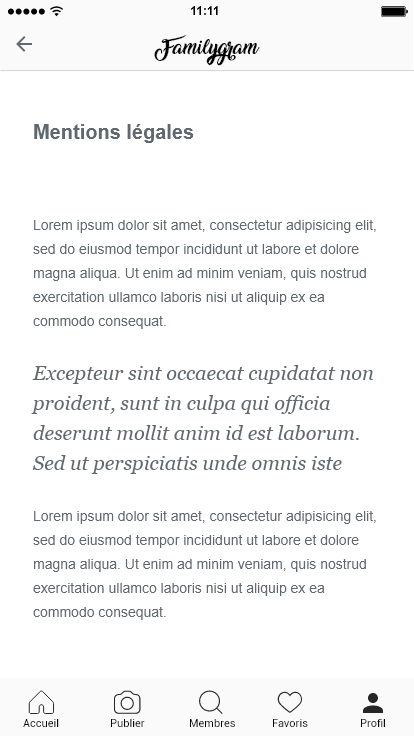 11:11
Familygram
Mentions légales
Lorem ipsum dolor sit amet, consectetur adipisicing elit,
sed do eiusmod tempor incididunt ut labore et dolore
magna aliqua. Ut enim ad minim veniam, quis nostrud
exercitation ullamco laboris nisi ut aliquip ex ea
commodo consequat.
Excepteur sint occaecat cupidatat non
proident, sunt in culpa qui officia
deserunt mollit anim id est laborum.
Sed ut perspiciatis unde omnis iste
Lorem ipsum dolor sit amet, consectetur adipisicing elit,
sed do eiusmod tempor incididunt ut labore et dolore
magna aliqua. Ut enim ad minim veniam, quis nostrud
exercitation ullamco laboris nisi ut aliquip ex ea
commodo consequat.
Accueil Publier Membres Favoris Profil